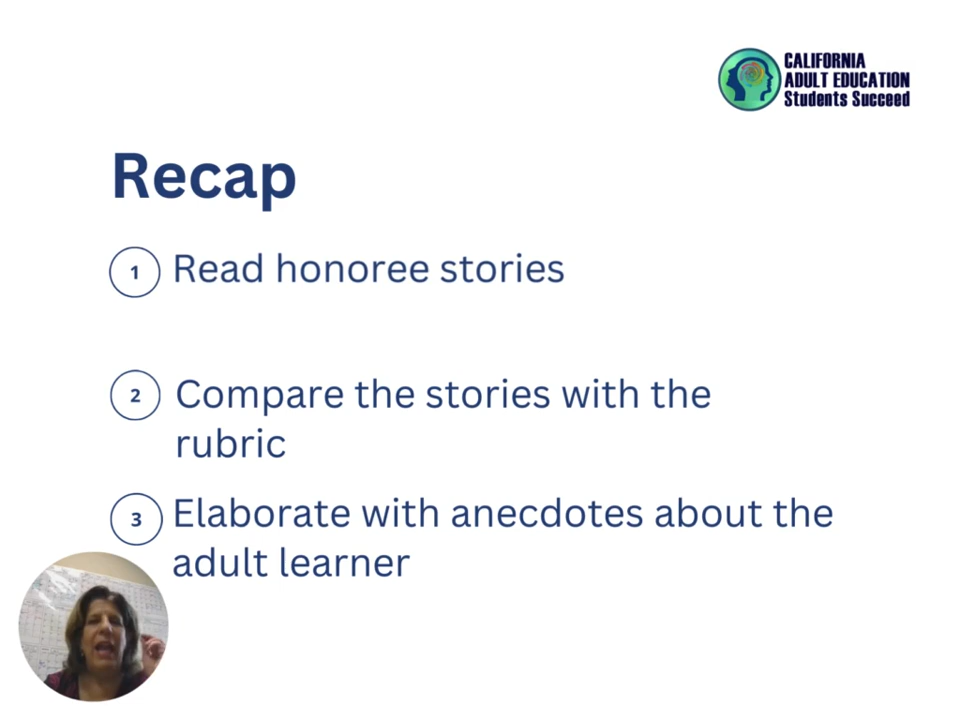 CALIFORNIA
ADULT EDUCATION
Students Succeed
Recap
1 Read honoree stories
2 Compare the stories with the
rubric
3 Elaborate with anecdotes about the
adult learner